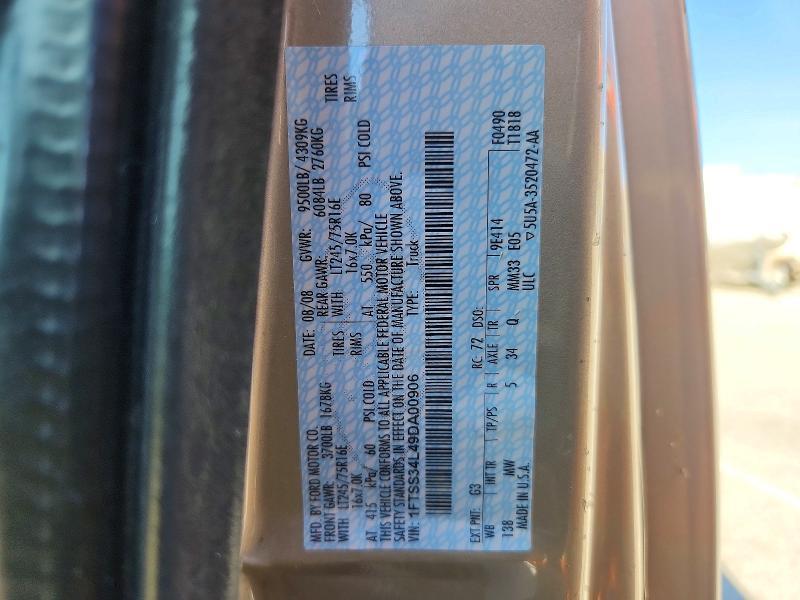 MFD. BY FORD MOTOR CO. DATE: 08/08 GVWR: 9500LB/ 4309KG
FRONT GAWR: 3700LB 1678KG REAR GAWR: 6084LB 2760KG
WITH LT245/75R16E TIRES WITH LT245/75R16E TIRES
16x7.0K RIMS 16x7.0K RIMS
AT 415 kPa/ 60 PSI COLD AT 550 kPa/ 80 PSI COLD
THIS VEHICLE CONFORMS TO ALL APPLICABLE FEDERAL MOTOR VEHICLE
SAFETY STANDARDS IN EFFECT ON THE DATE OF MANUFACTURE SHOWN ABOVE.
VIN: 1FTSS34L49DA00906 TYPE: Truck
F0490
T1818
EXT.PNT: G3 RC: 72 DSO:
WB INT TR TP/PS R AXLE TR SPR 9E414
138 MW 5 34 Q MM33 F05
MADE IN U.S.A. ULC ▽5U5A-3520472-AA